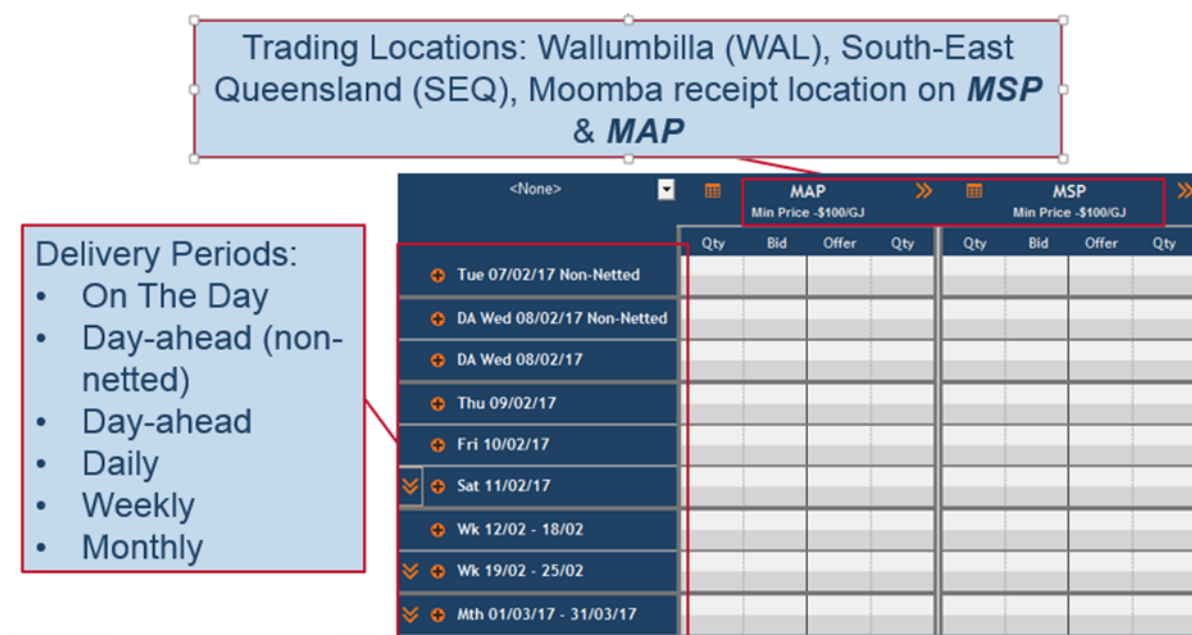 Trading Locations: Wallumbilla (WAL), South-East
Queensland (SEQ), Moomba receipt location on MSP
& MAP
Delivery Periods:
• On The Day
• Day-ahead (non-
netted)
• Day-ahead
• Daily
• Weekly
• Monthly
<None> MAP MSP
Min Price -$100/GJ Min Price -$100/GJ
Qty Bid Offer Qty Qty Bid Offer Qty
Tue 07/02/17 Non-Netted
DA Wed 08/02/17 Non-Netted
DA Wed 08/02/17
Thu 09/02/17
Fri 10/02/17
Sat 11/02/17
Wk 12/02 - 18/02
Wk 19/02 - 25/02
Mth 01/03/17 - 31/03/17